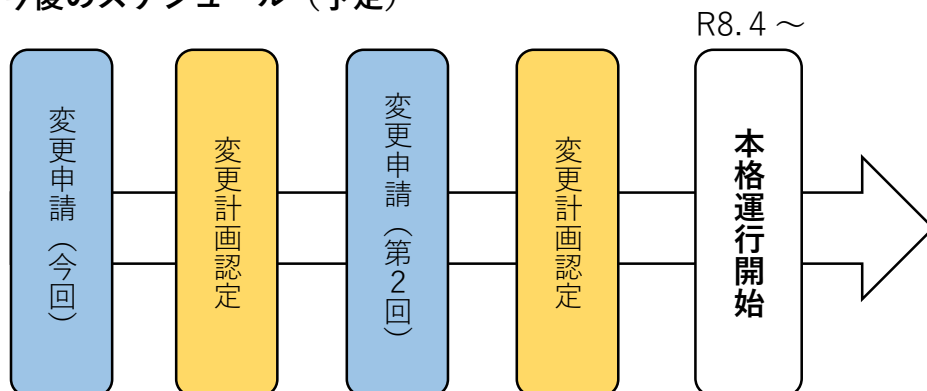 今後のスケジュール（予定）
R8.4～
変更申請（今回）
変更計画認定
変更申請（第2回）
変更計画認定
本格運行開始